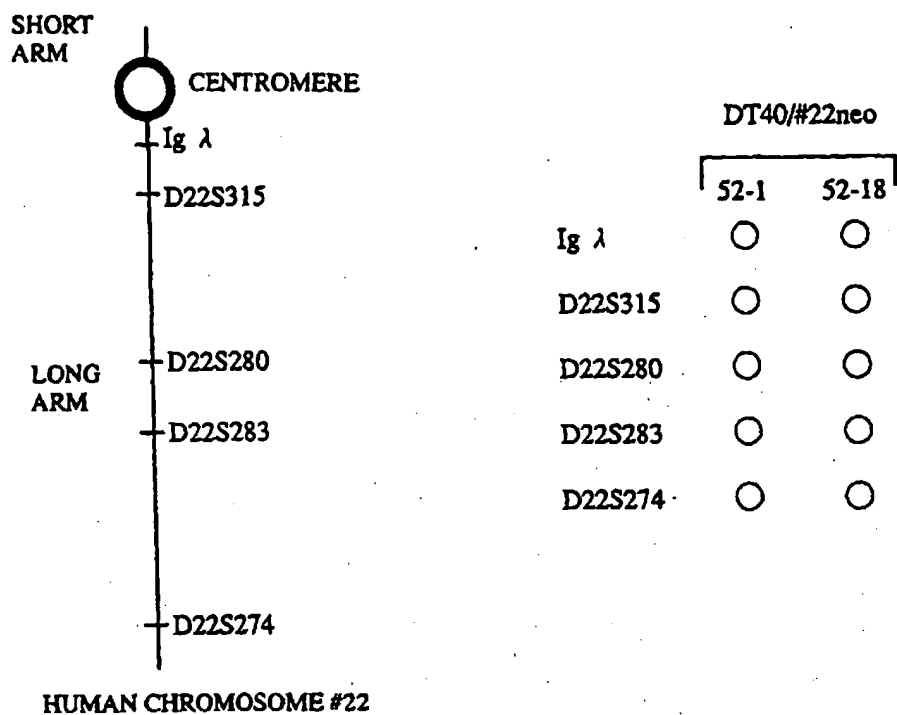 SHORT
ARM
CENTROMERE
Ig λ
D22S315
D22S280
LONG
ARM
D22S283
D22S274
HUMAN CHROMOSOME #22
DT40/#22neo
52-1 52-18
Ig λ ○ ○
D22S315 ○ ○
D22S280 ○ ○
D22S283 ○ ○
D22S274 ○ ○